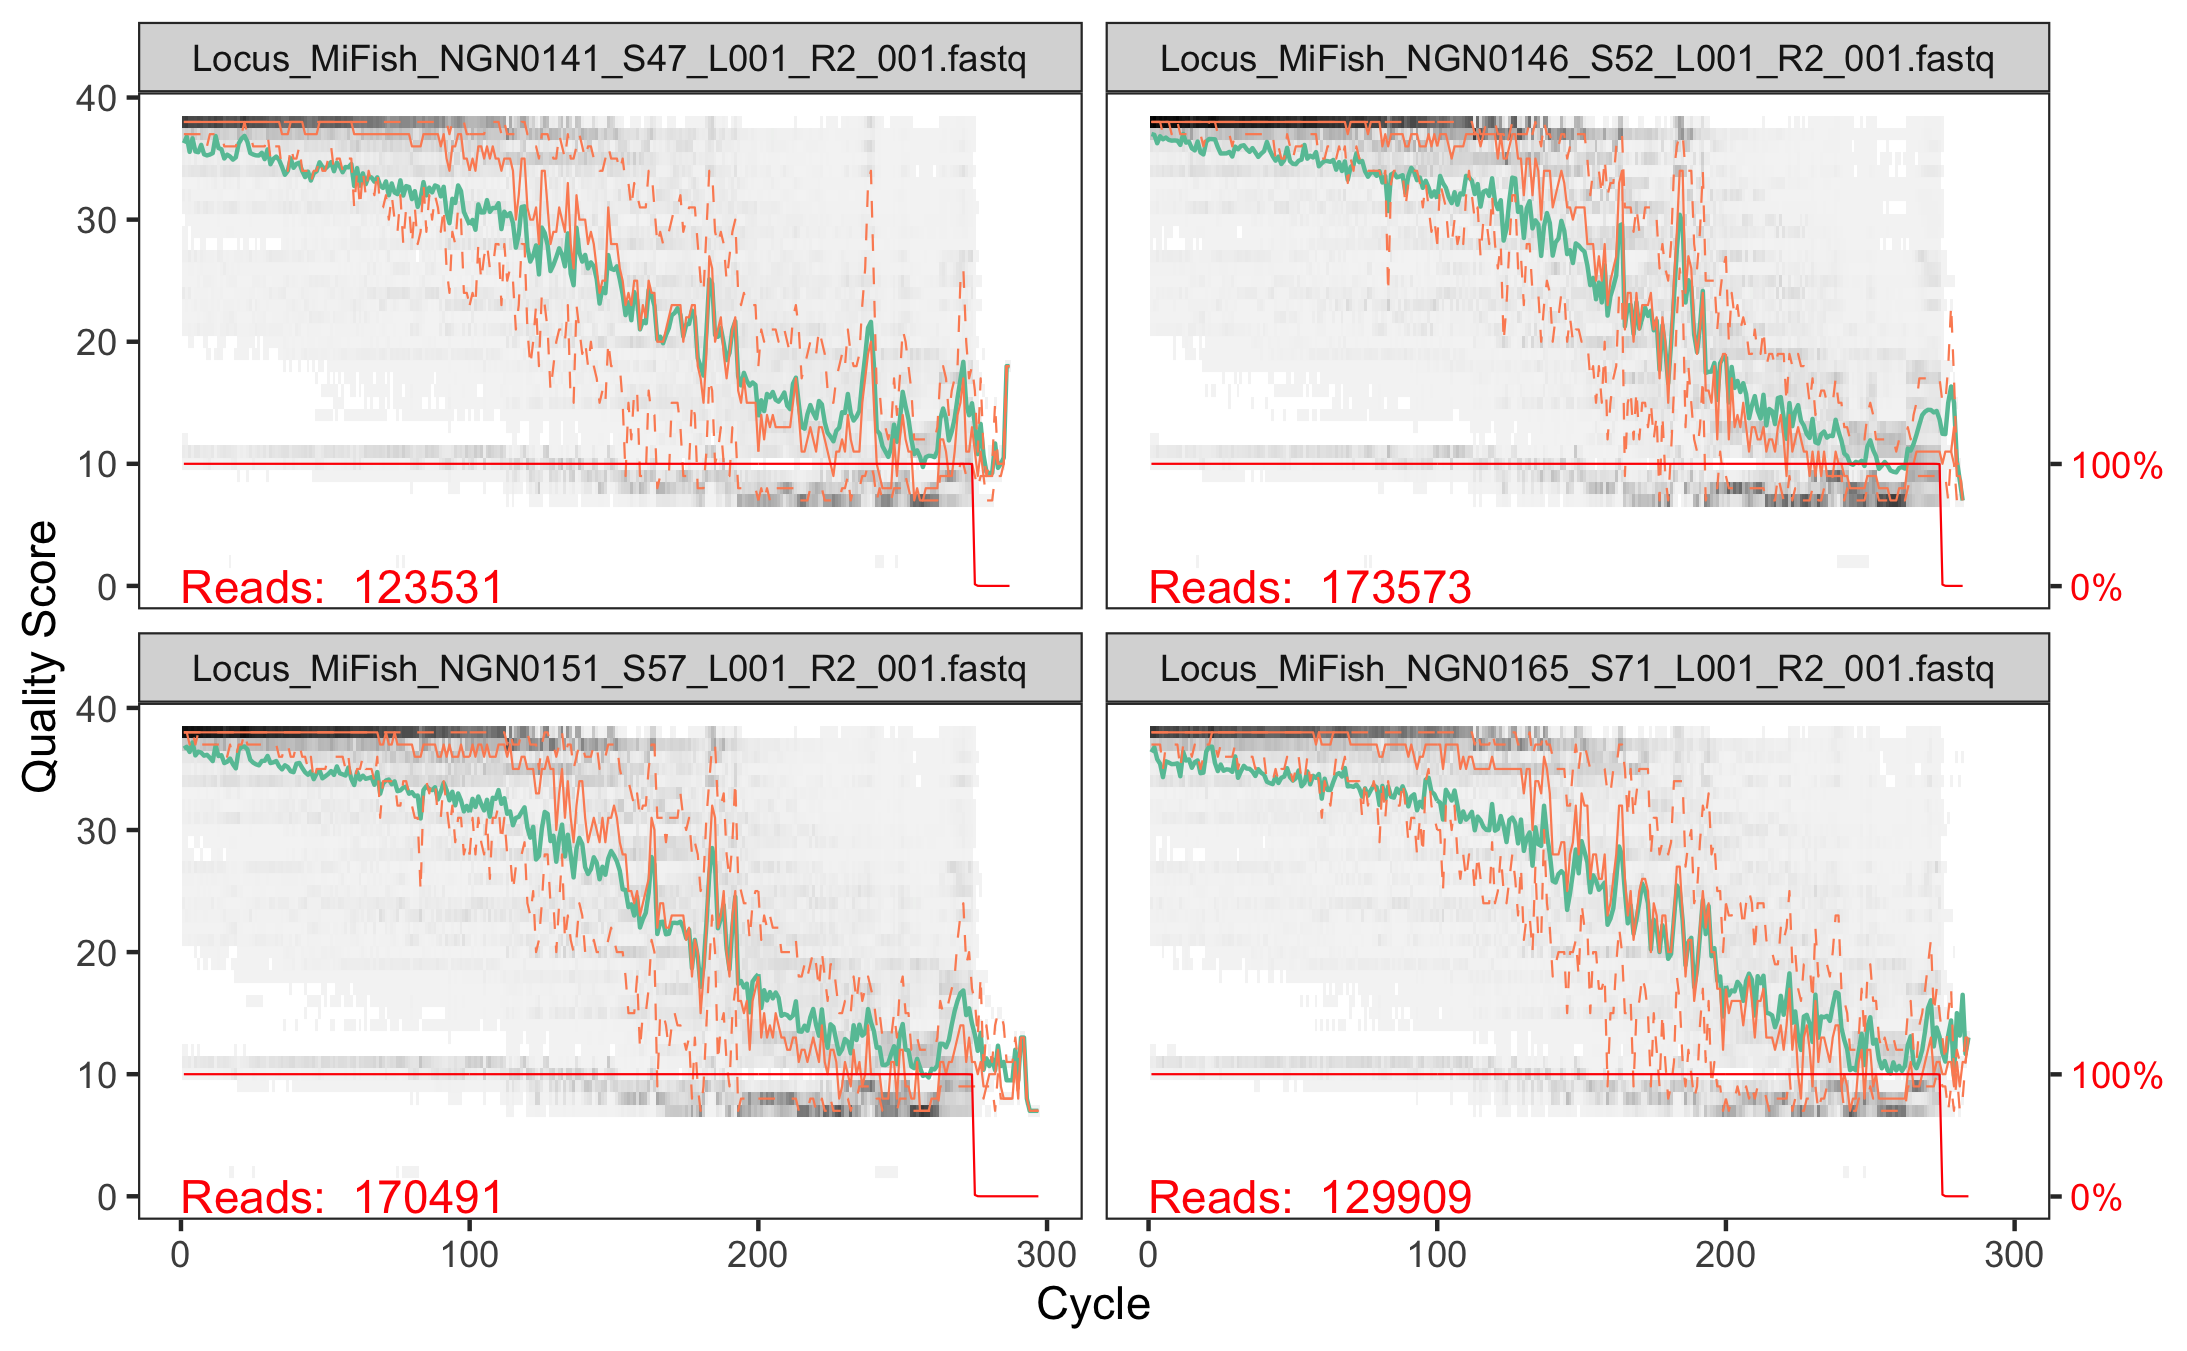 Locus_MiFish_NGN0141_S47_L001_R2_001.fastq
Locus_MiFish_NGN0146_S52_L001_R2_001.fastq
40
30
20
10
0
Reads: 123531
Reads: 173573
100%
0%
Locus_MiFish_NGN0151_S57_L001_R2_001.fastq
Locus_MiFish_NGN0165_S71_L001_R2_001.fastq
40
30
20
10
0
Reads: 170491
Reads: 129909
100%
0%
0 100 200 300
0 100 200 300
Quality Score
Cycle